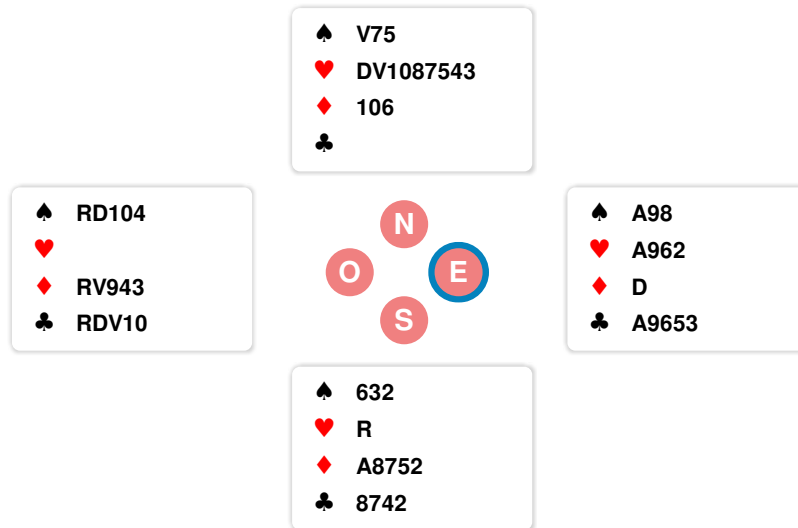 ♠ V75
♥ DV1087543
♦ 106
♣
♠ RD104
♥
♦ RV943
♣ RDV10
N
O
E
S
♠ A98
♥ A962
♦ D
♣ A9653
♠ 632
♥ R
♦ A8752
♣ 8742